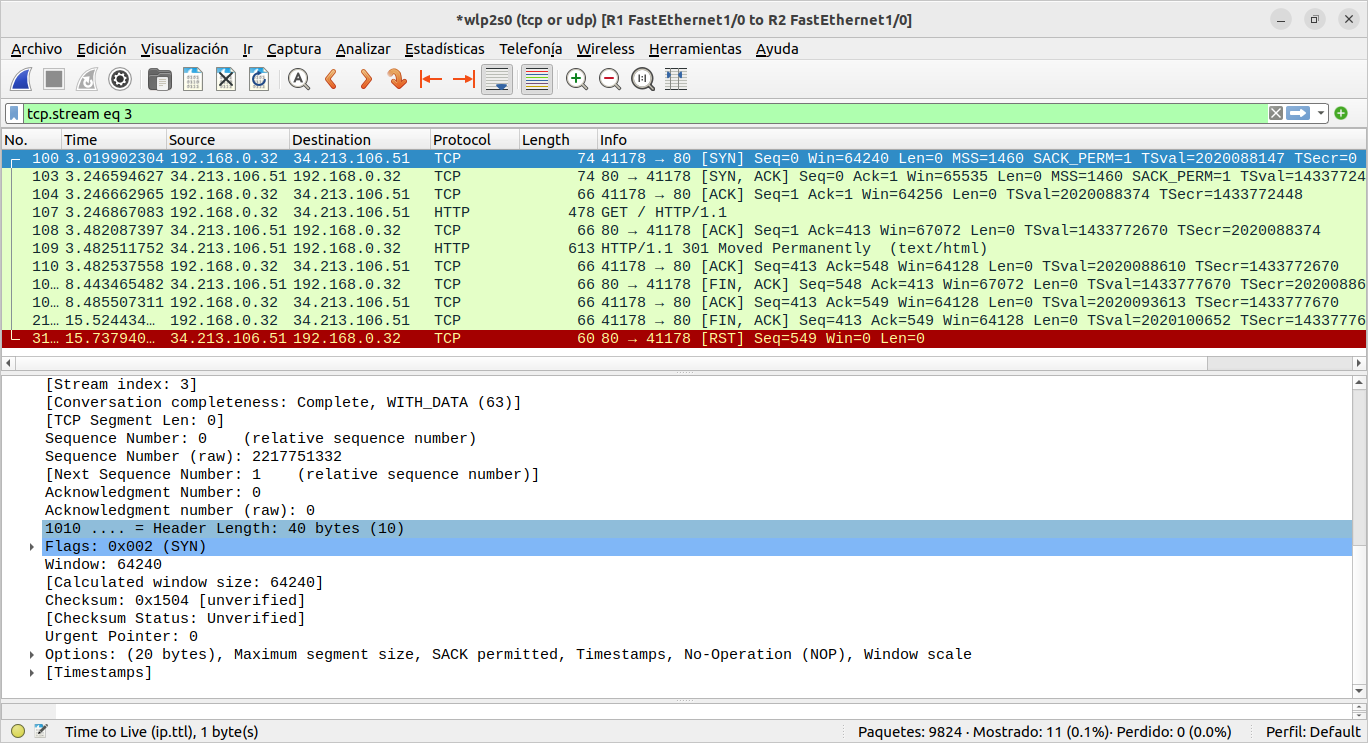 *wlp2s0 (tcp or udp) [R1 FastEthernet1/0 to R2 FastEthernet1/0]
Archivo Edición Visualización Ir Captura Analizar Estadísticas Telefonía Wireless Herramientas Ayuda
tcp.stream eq 3
No. Time Source Destination Protocol Length Info
100 3.019902304 192.168.0.32 34.213.106.51 TCP 74 41178 → 80 [SYN] Seq=0 Win=64240 Len=0 MSS=1460 SACK_PERM=1 TSval=2020088147 TSecr=0
103 3.246594627 34.213.106.51 192.168.0.32 TCP 74 80 → 41178 [SYN, ACK] Seq=0 Ack=1 Win=65535 Len=0 MSS=1460 SACK_PERM=1 TSval=14337724
104 3.246662965 192.168.0.32 34.213.106.51 TCP 66 41178 → 80 [ACK] Seq=1 Ack=1 Win=64256 Len=0 TSval=2020088374 TSecr=1433772448
107 3.246867083 192.168.0.32 34.213.106.51 HTTP 478 GET / HTTP/1.1
108 3.482087397 34.213.106.51 192.168.0.32 TCP 66 80 → 41178 [ACK] Seq=1 Ack=413 Win=67072 Len=0 TSval=1433772670 TSecr=2020088374
109 3.482511752 34.213.106.51 192.168.0.32 HTTP 613 HTTP/1.1 301 Moved Permanently (text/html)
110 3.482537558 192.168.0.32 34.213.106.51 TCP 66 41178 → 80 [ACK] Seq=413 Ack=548 Win=64128 Len=0 TSval=2020088610 TSecr=1433772670
10… 8.443465482 34.213.106.51 192.168.0.32 TCP 66 80 → 41178 [FIN, ACK] Seq=548 Ack=413 Win=67072 Len=0 TSval=1433777670 TSecr=20200886
10… 8.485507311 192.168.0.32 34.213.106.51 TCP 66 41178 → 80 [ACK] Seq=413 Ack=549 Win=64128 Len=0 TSval=2020093613 TSecr=1433777670
21… 15.524434… 192.168.0.32 34.213.106.51 TCP 66 41178 → 80 [FIN, ACK] Seq=413 Ack=549 Win=64128 Len=0 TSval=2020100652 TSecr=14337776
31… 15.737940… 34.213.106.51 192.168.0.32 TCP 60 80 → 41178 [RST] Seq=549 Win=0 Len=0
[Stream index: 3]
[Conversation completeness: Complete, WITH_DATA (63)]
[TCP Segment Len: 0]
Sequence Number: 0 (relative sequence number)
Sequence Number (raw): 2217751332
[Next Sequence Number: 1 (relative sequence number)]
Acknowledgment Number: 0
Acknowledgment number (raw): 0
1010 .... = Header Length: 40 bytes (10)
Flags: 0x002 (SYN)
Window: 64240
[Calculated window size: 64240]
Checksum: 0x1504 [unverified]
[Checksum Status: Unverified]
Urgent Pointer: 0
Options: (20 bytes), Maximum segment size, SACK permitted, Timestamps, No-Operation (NOP), Window scale
[Timestamps]
Time to Live (ip.ttl), 1 byte(s) Paquetes: 9824 · Mostrado: 11 (0.1%)· Perdido: 0 (0.0%) Perfil: Default